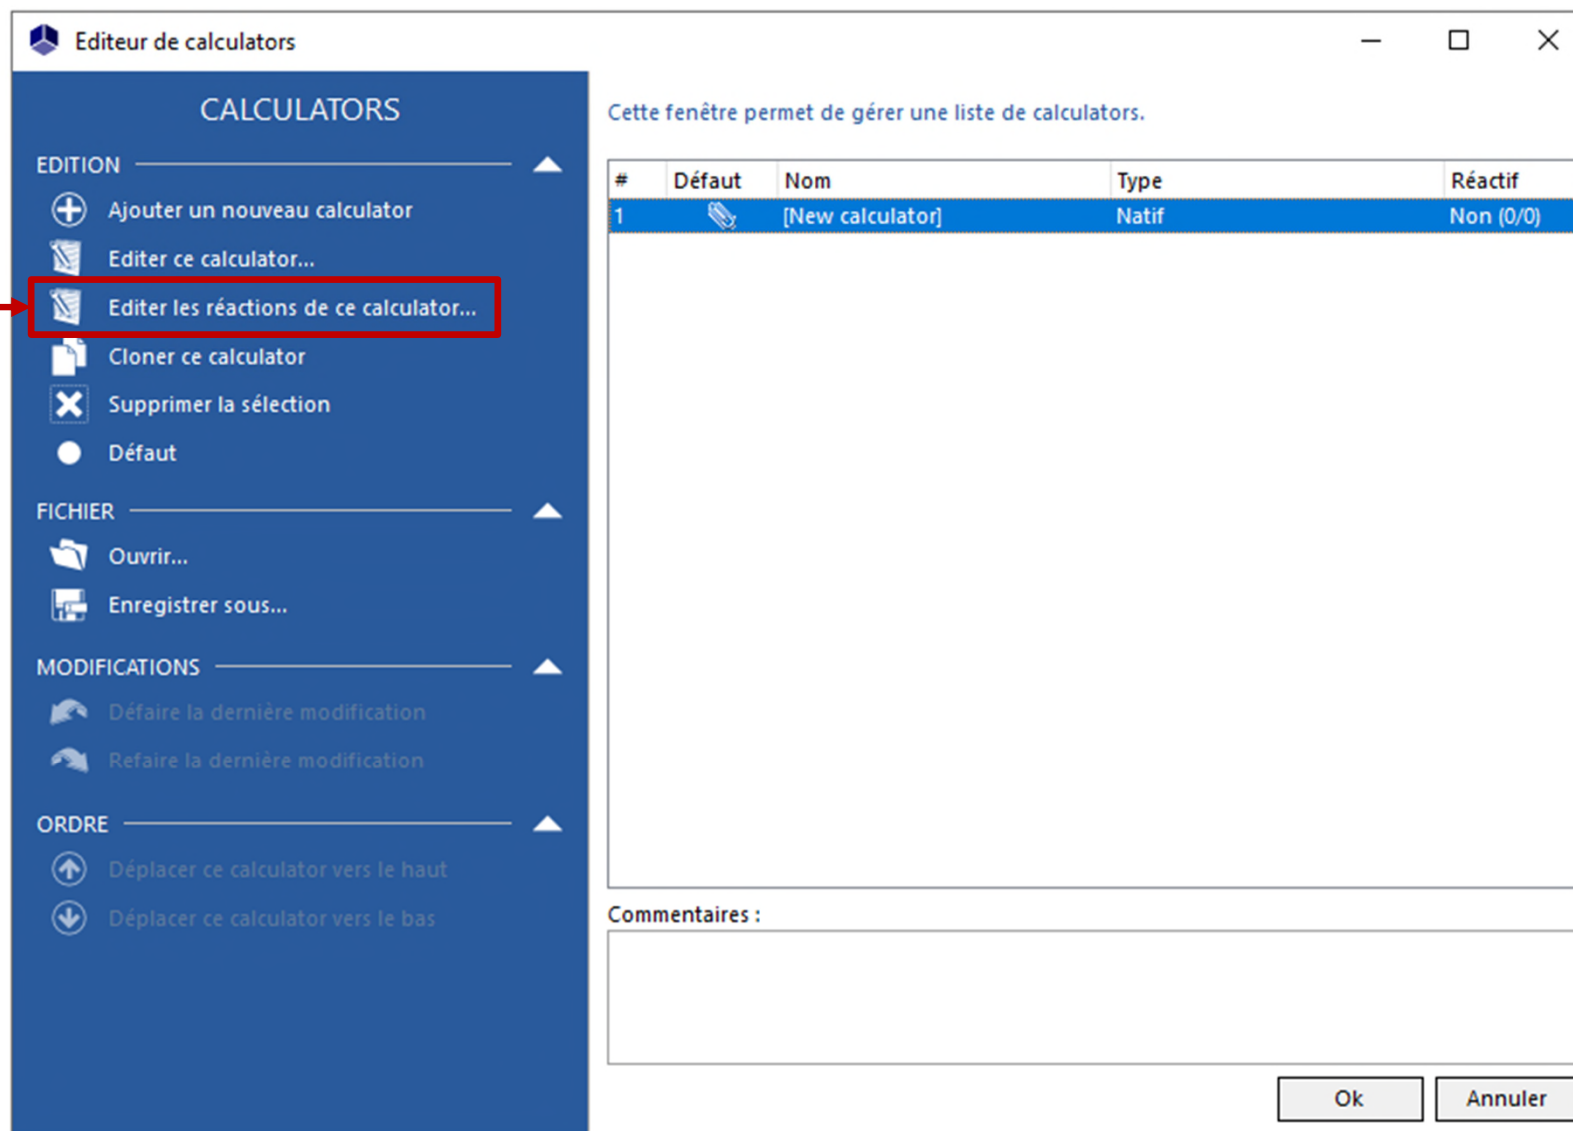 Editeur de calculators
CALCULATORS
EDITION
Ajouter un nouveau calculator
Editer ce calculator...
Editer les réactions de ce calculator...
Cloner ce calculator
Supprimer la sélection
Défaut
FICHIER
Ouvrir...
Enregistrer sous...
MODIFICATIONS
Défaire la dernière modification
Refaire la dernière modification
ORDRE
Déplacer ce calculator vers le haut
Déplacer ce calculator vers le bas
Cette fenêtre permet de gérer une liste de calculators.
# Défaut Nom Type Réactif
1 [New calculator] Natif Non (0/0)
Commentaires :
Ok Annuler